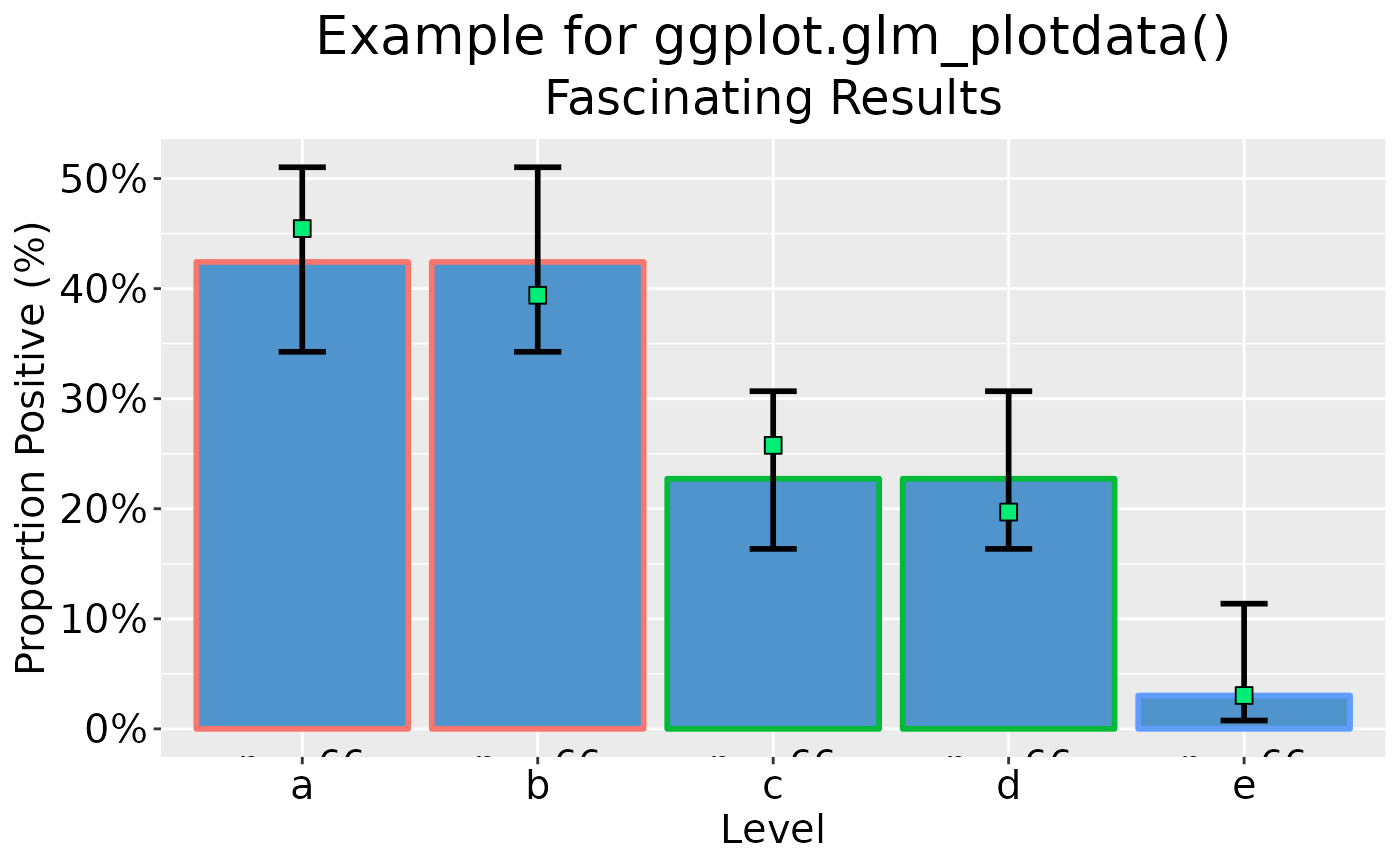 Example for ggplot.glm_plotdata()
Fascinating Results
Proportion Positive (%)
50%
40%
30%
20%
10%
0%
a b c d e
Level